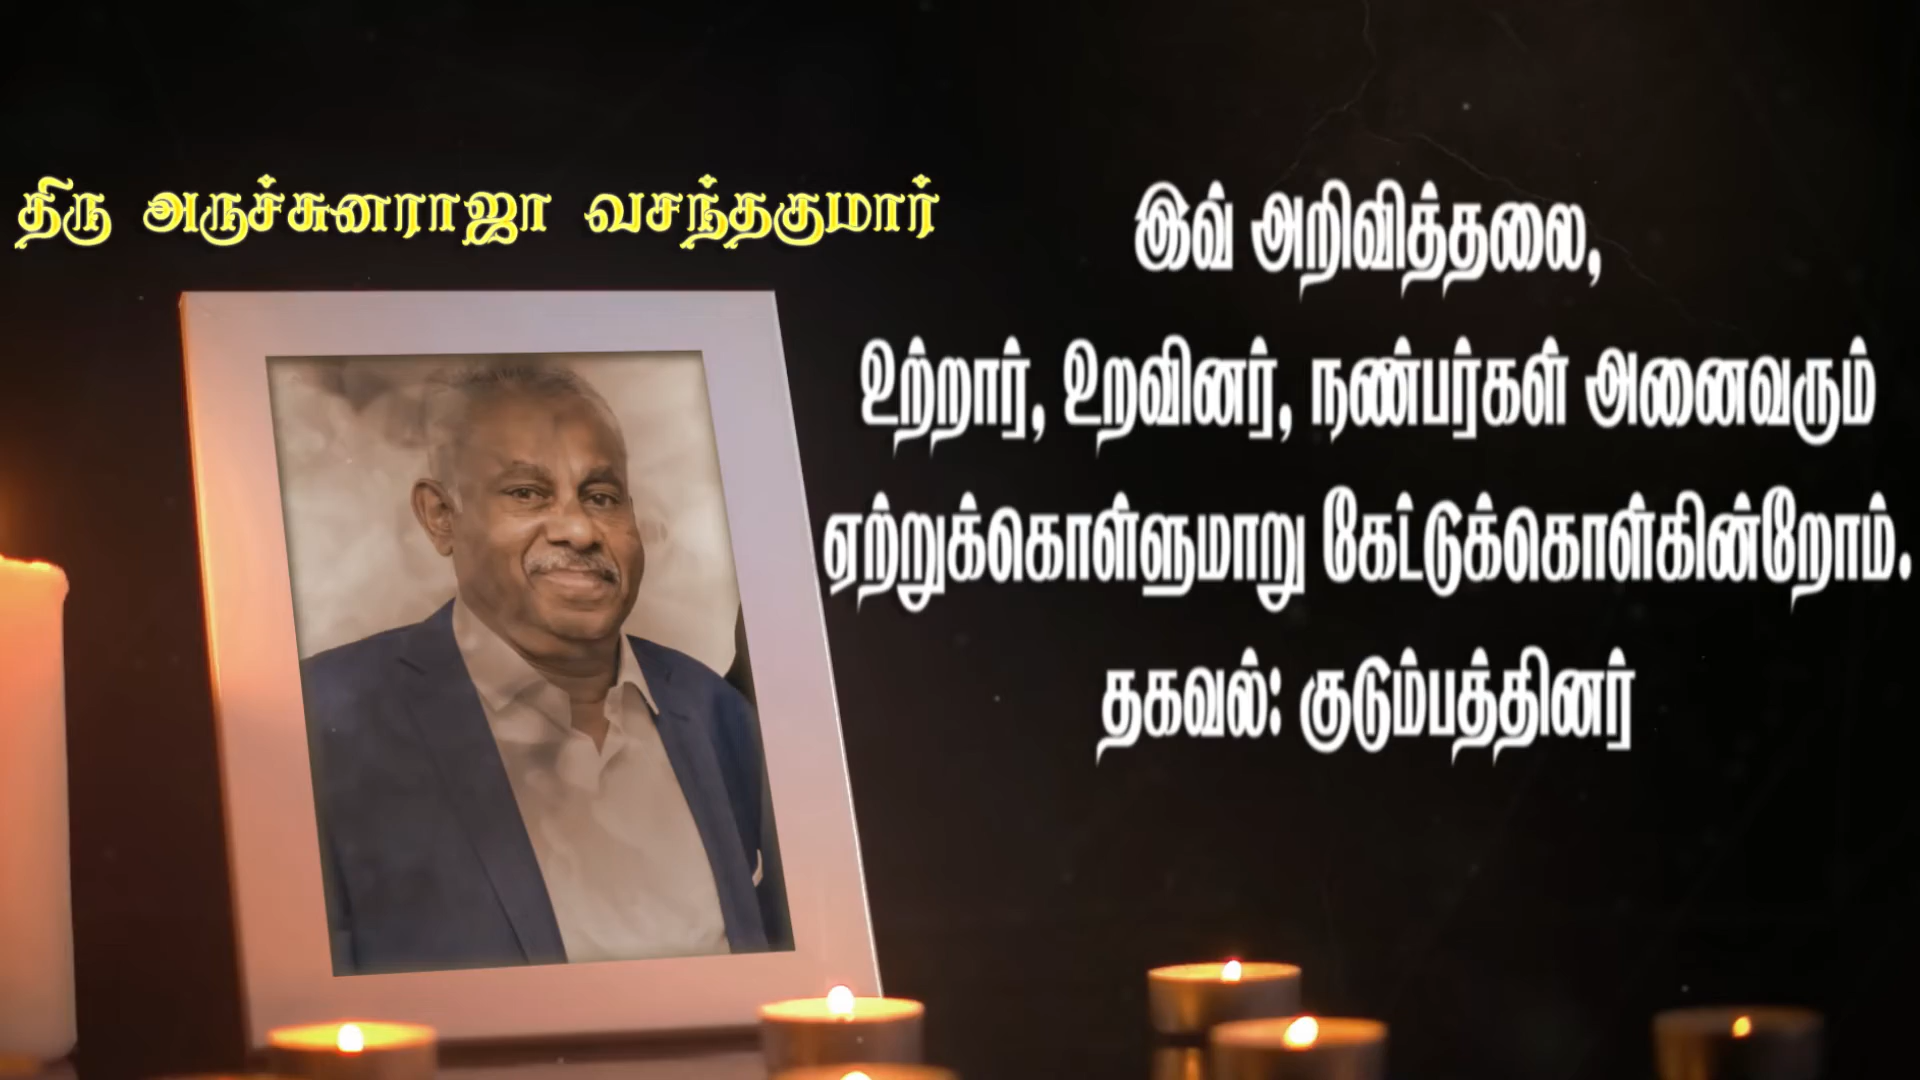 திரு அருச்சுனராஜா வசந்தகுமார்
இவ் அறிவித்தலை,
உற்றார், உறவினர், நண்பர்கள் அனைவரும்
ஏற்றுக்கொள்ளுமாறு கேட்டுக்கொள்கின்றோம்.
தகவல்: குடும்பத்தினர்